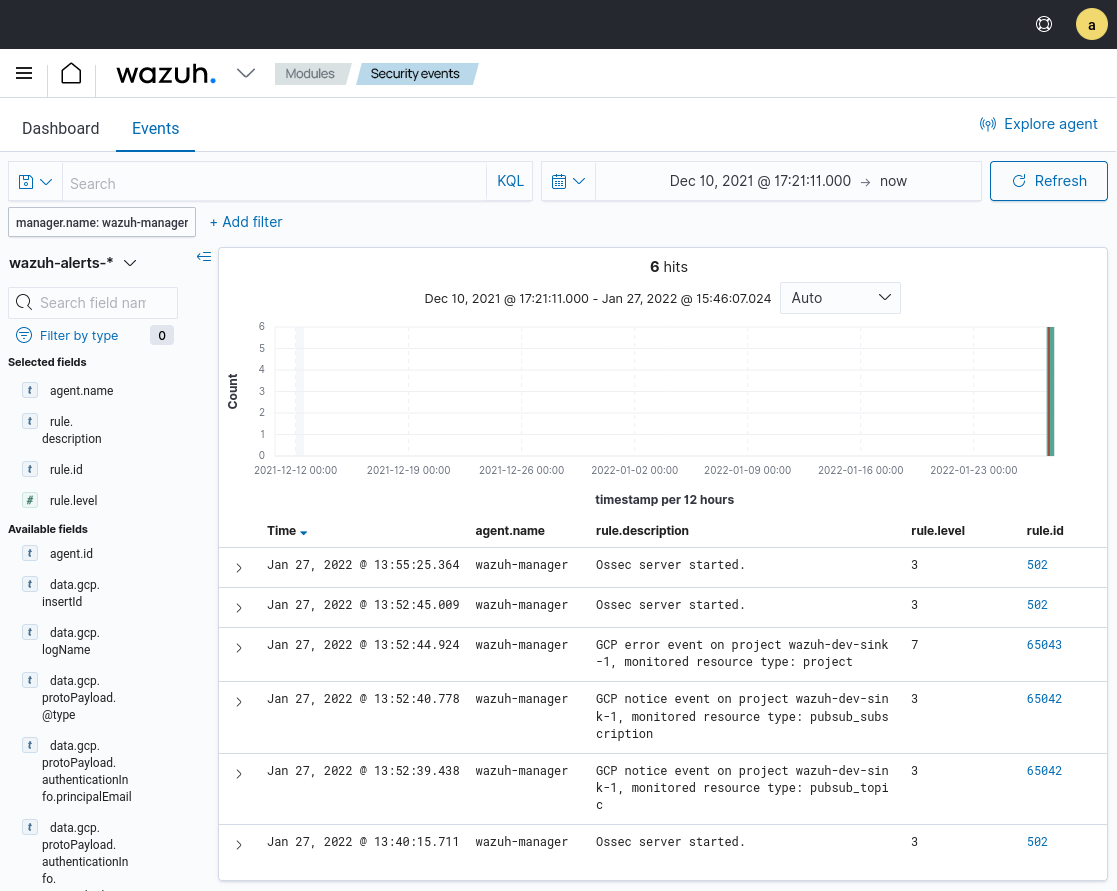 a
wazuh.
Modules
Security events
Dashboard
Events
Explore agent
Search
KQL
Dec 10, 2021 @ 17:21:11.000 → now
Refresh
manager.name: wazuh-manager
+ Add filter
wazuh-alerts-*
Search field nam
Filter by type
0
Selected fields
t agent.name
t rule.
description
t rule.id
# rule.level
Available fields
t agent.id
t data.gcp.
insertId
t data.gcp.
logName
t data.gcp.
protoPayload.
@type
t data.gcp.
protoPayload.
authenticationIn
fo.principalEmail
t data.gcp.
protoPayload.
authenticationIn
fo.
6 hits
Dec 10, 2021 @ 17:21:11.000 - Jan 27, 2022 @ 15:46:07.024
Auto
Count
6
5
4
3
2
1
0
2021-12-12 00:00
2021-12-19 00:00
2021-12-26 00:00
2022-01-02 00:00
2022-01-09 00:00
2022-01-16 00:00
2022-01-23 00:00
timestamp per 12 hours
Time agent.name rule.description rule.level rule.id
Jan 27, 2022 @ 13:55:25.364 wazuh-manager Ossec server started. 3 502
Jan 27, 2022 @ 13:52:45.009 wazuh-manager Ossec server started. 3 502
Jan 27, 2022 @ 13:52:44.924 wazuh-manager GCP error event on project wazuh-dev-sink 7 65043
-1, monitored resource type: project
Jan 27, 2022 @ 13:52:40.778 wazuh-manager GCP notice event on project wazuh-dev-sin 3 65042
k-1, monitored resource type: pubsub_subs
cription
Jan 27, 2022 @ 13:52:39.438 wazuh-manager GCP notice event on project wazuh-dev-sin 3 65042
k-1, monitored resource type: pubsub_topi
c
Jan 27, 2022 @ 13:40:15.711 wazuh-manager Ossec server started. 3 502